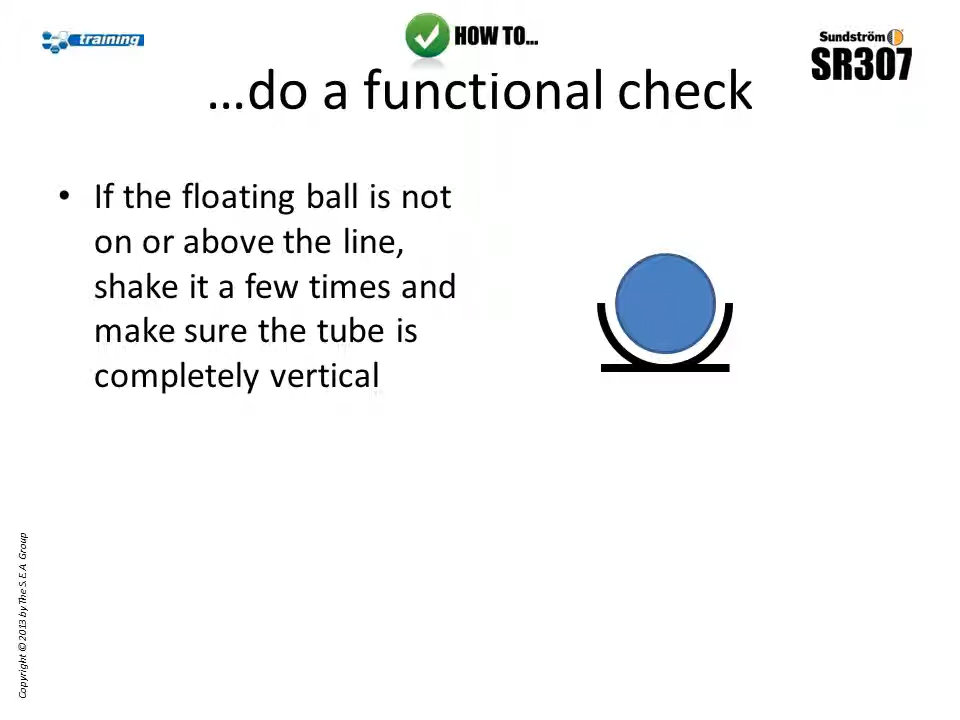 training
HOW TO...
Sundström
SR307
...do a functional check
• If the floating ball is not
on or above the line,
shake it a few times and
make sure the tube is
completely vertical
Copyright © 2013 by The S.E.A. Group